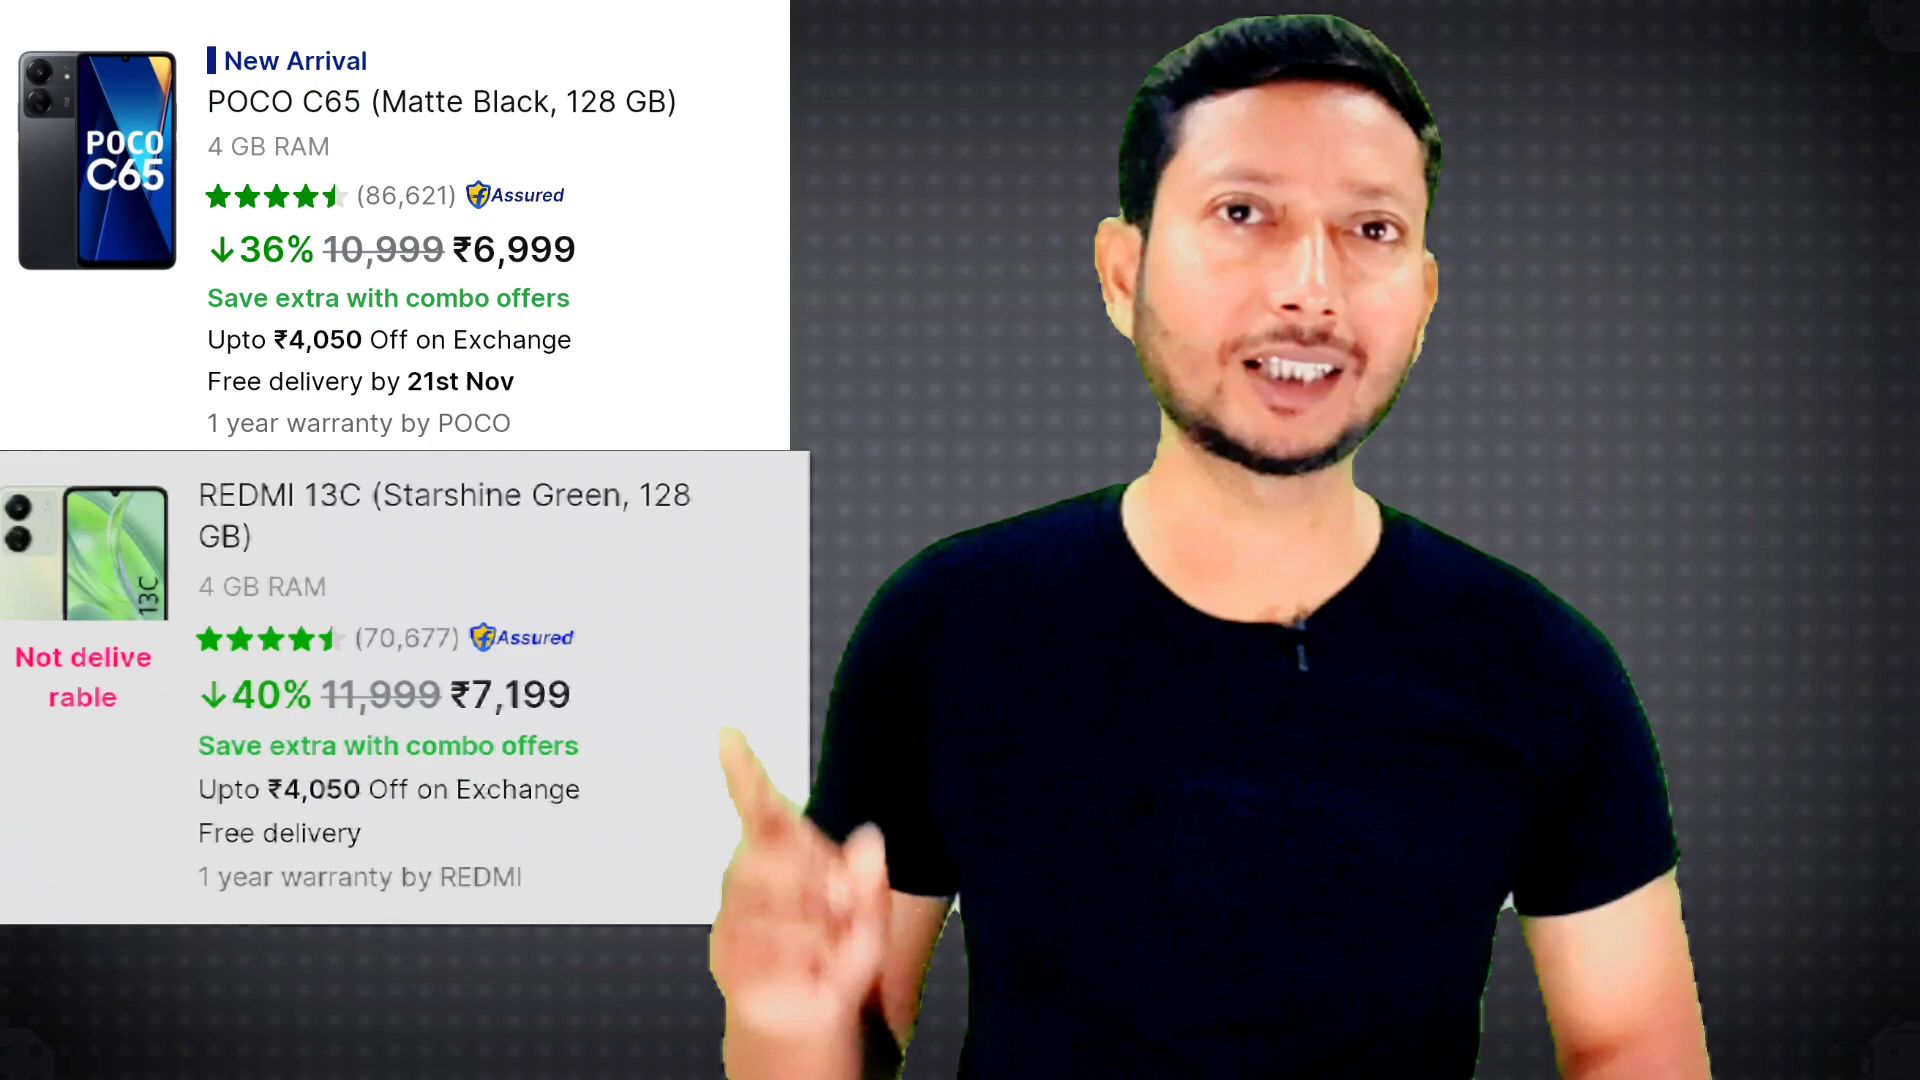 New Arrival
POCO C65 (Matte Black, 128 GB)
4 GB RAM
POCO
C65
(86,621) Assured
↓36% 10,999 ₹6,999
Save extra with combo offers
Upto ₹4,050 Off on Exchange
Free delivery by 21st Nov
1 year warranty by POCO
REDMI 13C (Starshine Green, 128
GB)
4 GB RAM
13C
(70,677) Assured
Not delive
rable
↓40% 11,999 ₹7,199
Save extra with combo offers
Upto ₹4,050 Off on Exchange
Free delivery
1 year warranty by REDMI